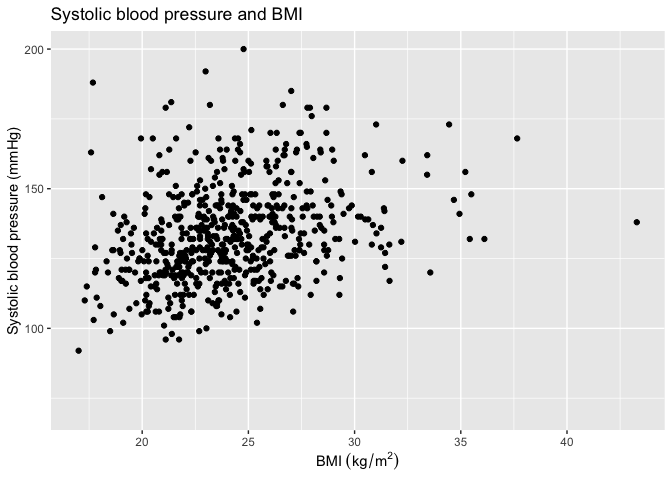 Systolic blood pressure and BMI
200
150
100
Systolic blood pressure (mmHg)
20 25 30 35 40
BMI (kg/m²)